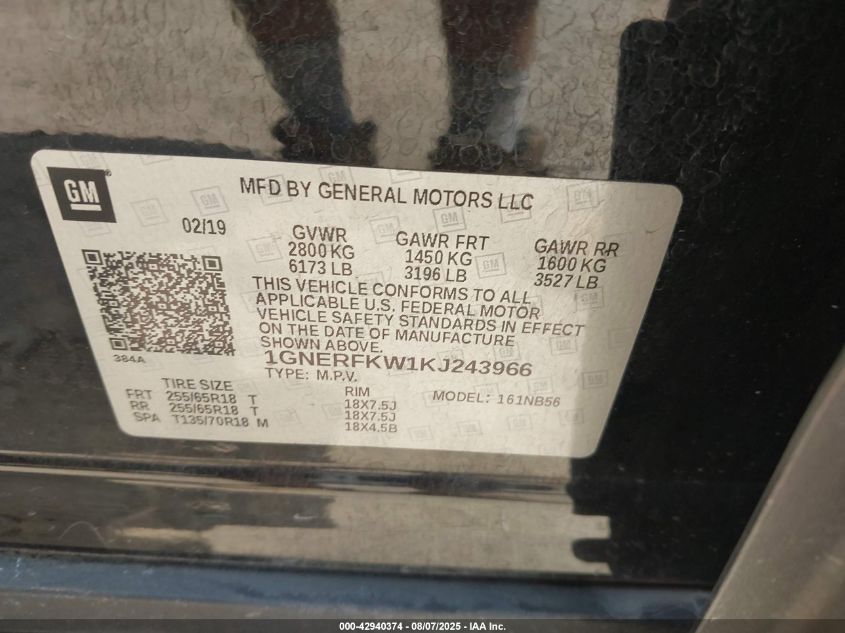 GM
MFD BY GENERAL MOTORS LLC
02/19
GVWR
2800 KG
6173 LB
GAWR FRT
1450 KG
3196 LB
GAWR RR
1600 KG
3527 LB
THIS VEHICLE CONFORMS TO ALL
APPLICABLE U.S. FEDERAL MOTOR
VEHICLE SAFETY STANDARDS IN EFFECT
ON THE DATE OF MANUFACTURE
SHOWN ABOVE.
384A
1GNERFKW1KJ243966
TYPE: M.P.V.
MODEL: 161NB56
TIRE SIZE RIM
FRT 255/65R18 T 18X7.5J
RR 255/65R18 T 18X7.5J
SPA T135/70R18 M 18X4.5B
000-42940374 - 08/07/2025 - IAA Inc.